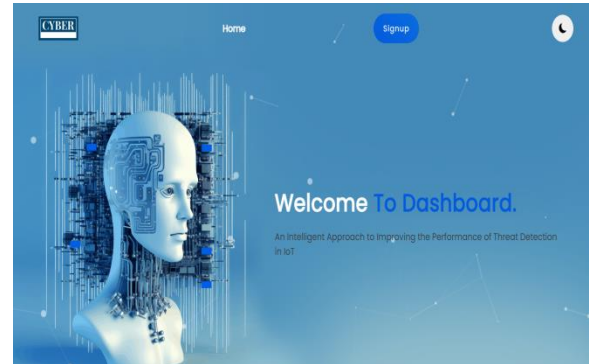 CYBER
Home
Signup
Welcome To Dashboard.
An Intelligent Approach to Improving the Performance of Threat Detection
in IoT